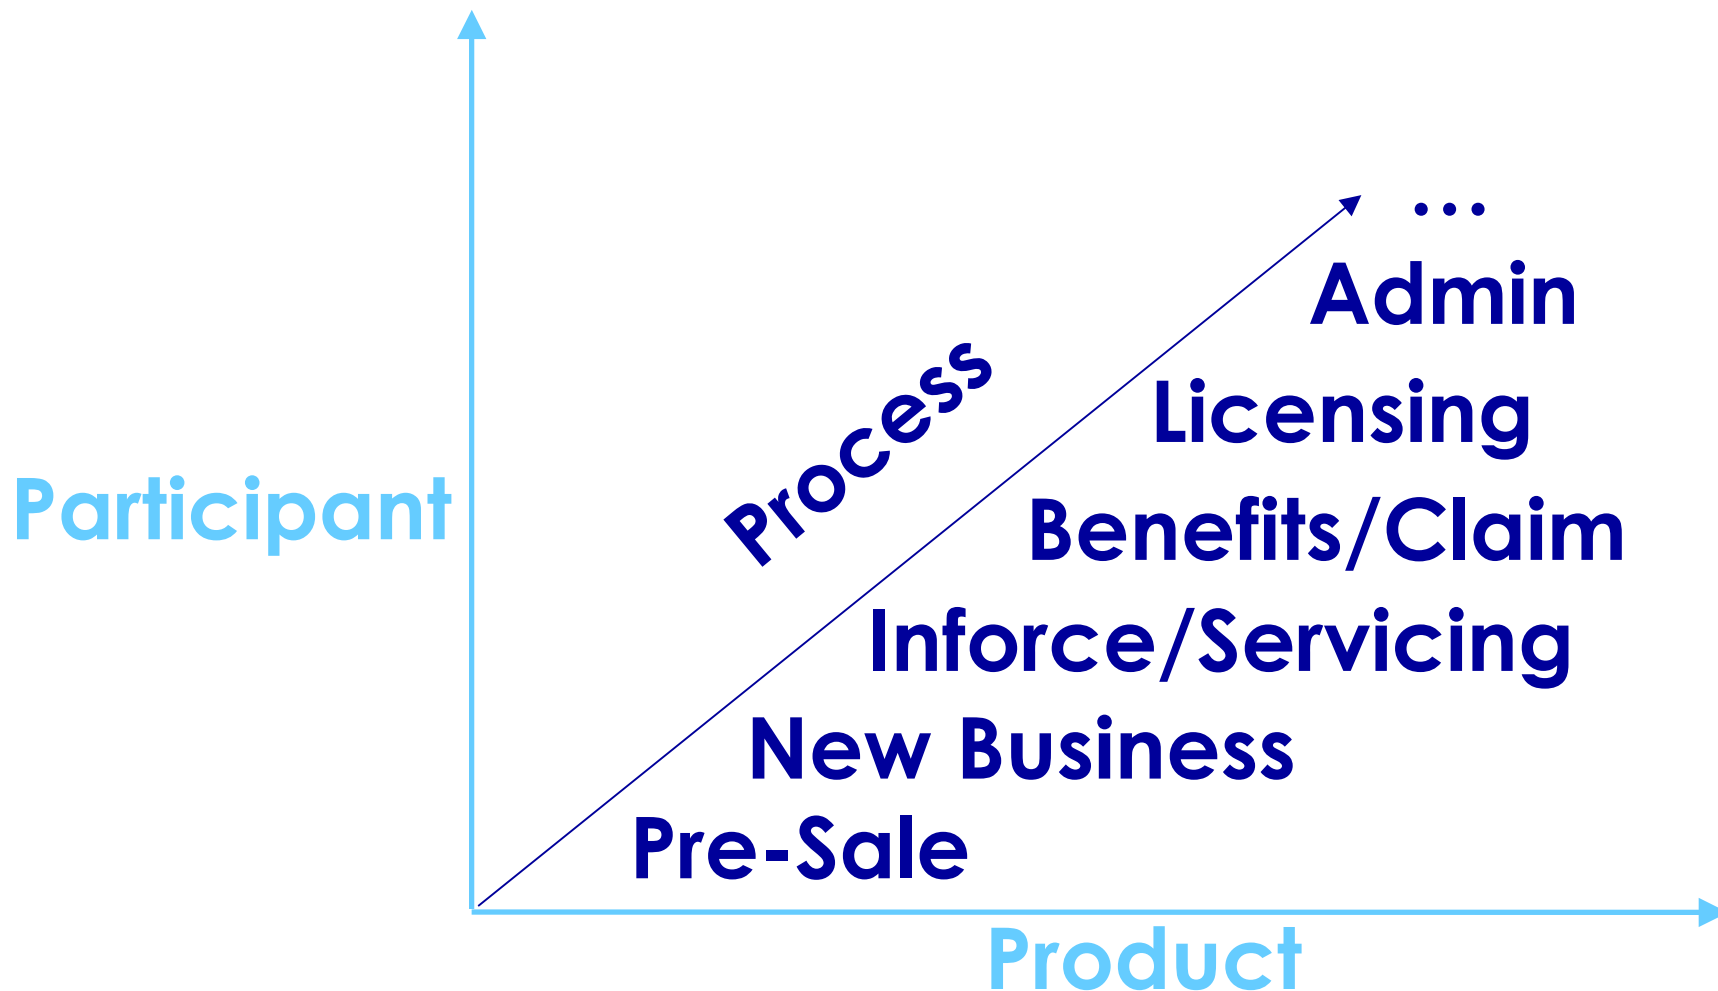 ...
Admin
Process
Licensing
Participant
Benefits/Claim
Inforce/Servicing
New Business
Pre-Sale
Product